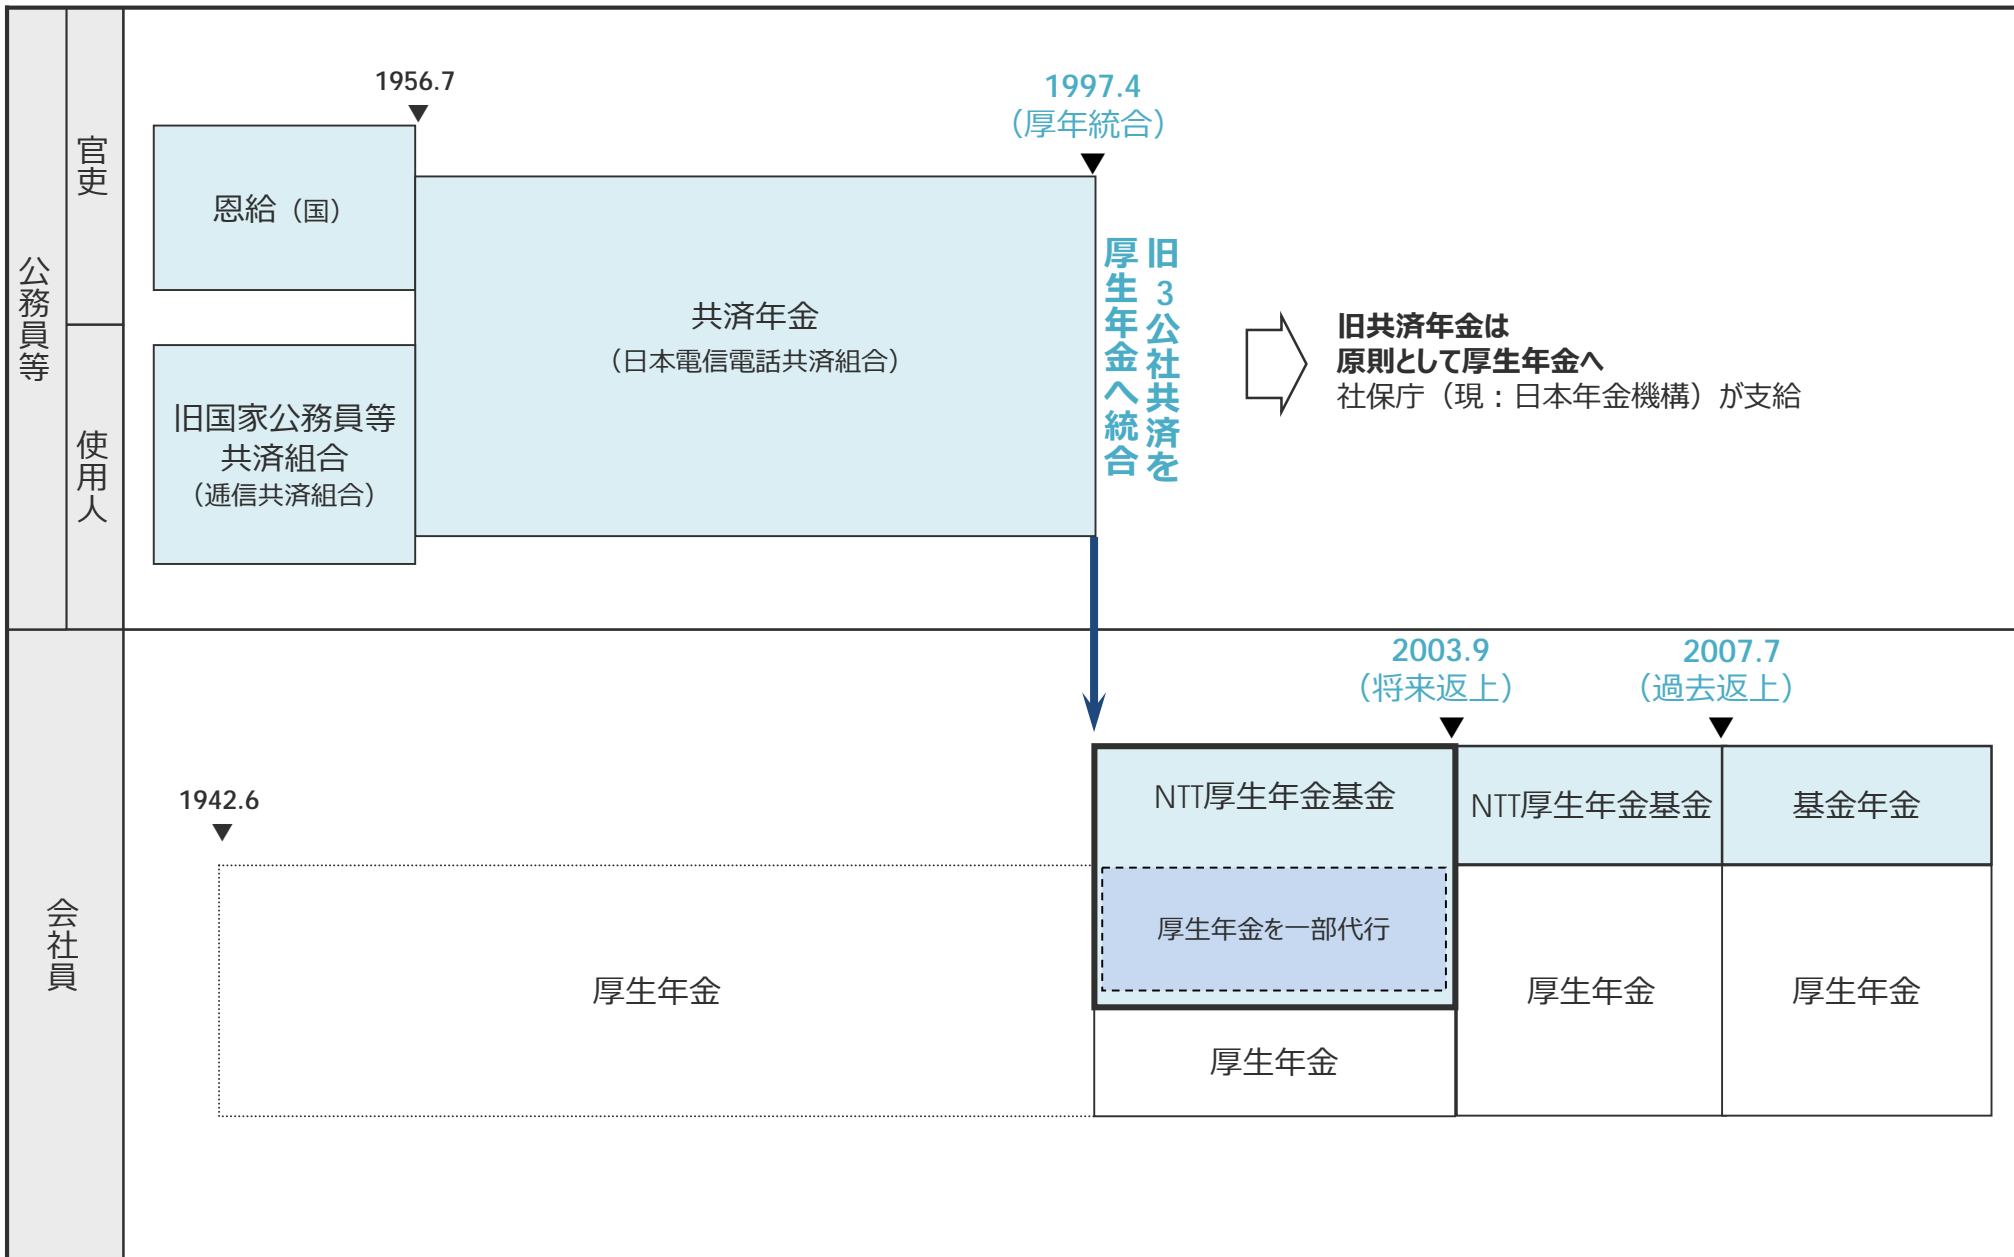 公務員等
官吏
使用人
1956.7
恩給（国）
旧国家公務員等
共済組合
（逓信共済組合）
共済年金
（日本電信電話共済組合）
1997.4
（厚年統合）
旧3公社共済を
厚生年金へ統合
旧共済年金は
原則として厚生年金へ
社保庁（現：日本年金機構）が支給
会社員
1942.6
厚生年金
2003.9
（将来返上）
2007.7
（過去返上）
NTT厚生年金基金
厚生年金を一部代行
厚生年金
NTT厚生年金基金
厚生年金
基金年金
厚生年金